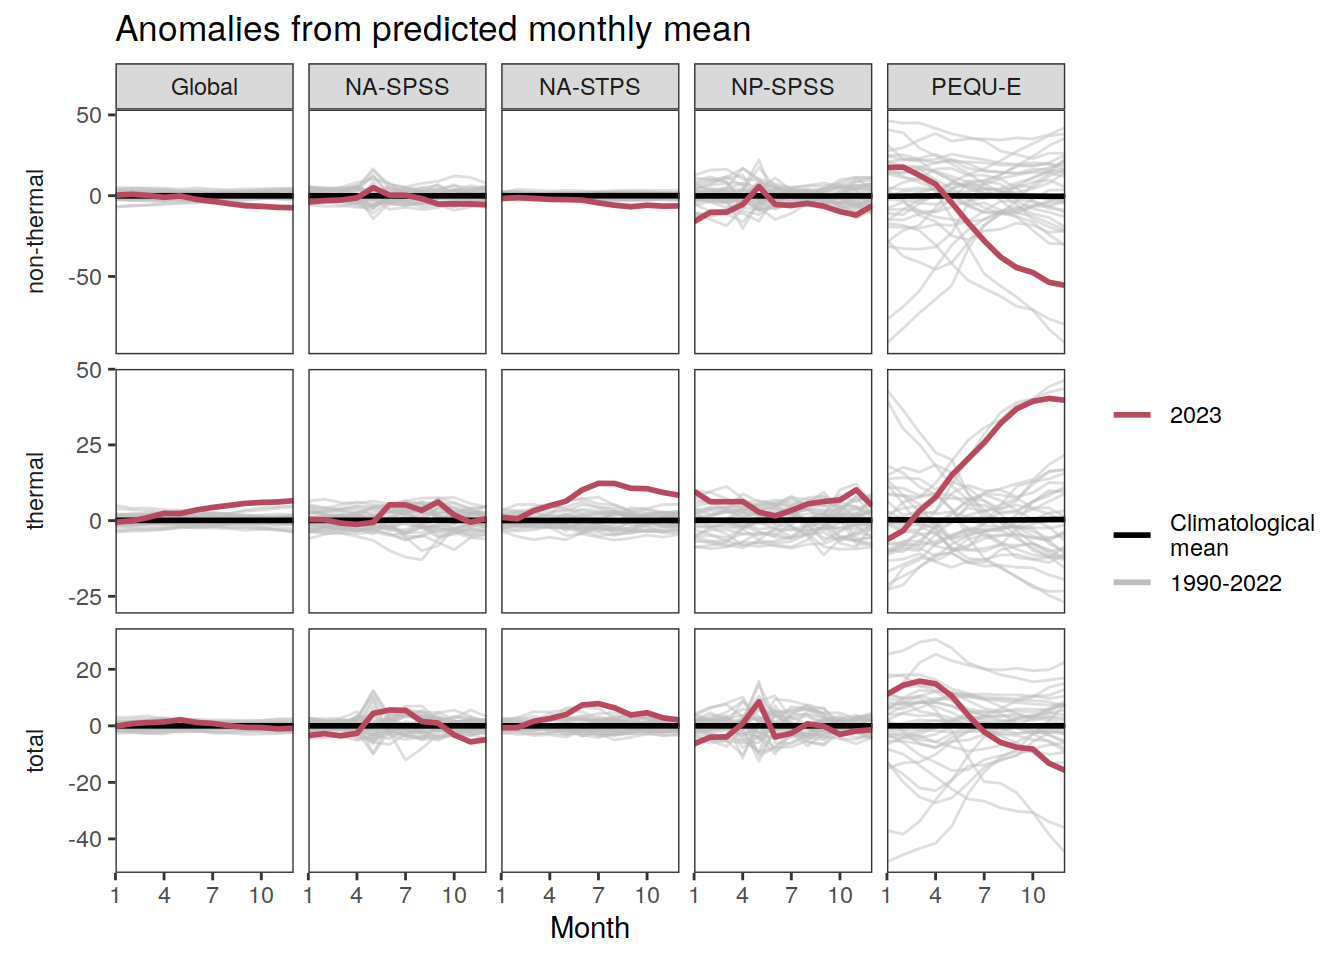 Anomalies from predicted monthly mean
Global NA-SPSS NA-STPS NP-SPSS PEQU-E
50
0
-50
non-thermal
50
25
0
-25
thermal
20
0
-20
-40
total
1 4 7 10 1 4 7 10 1 4 7 10 1 4 7 10 1 4 7 10
Month
2023
Climatological
mean
1990-2022